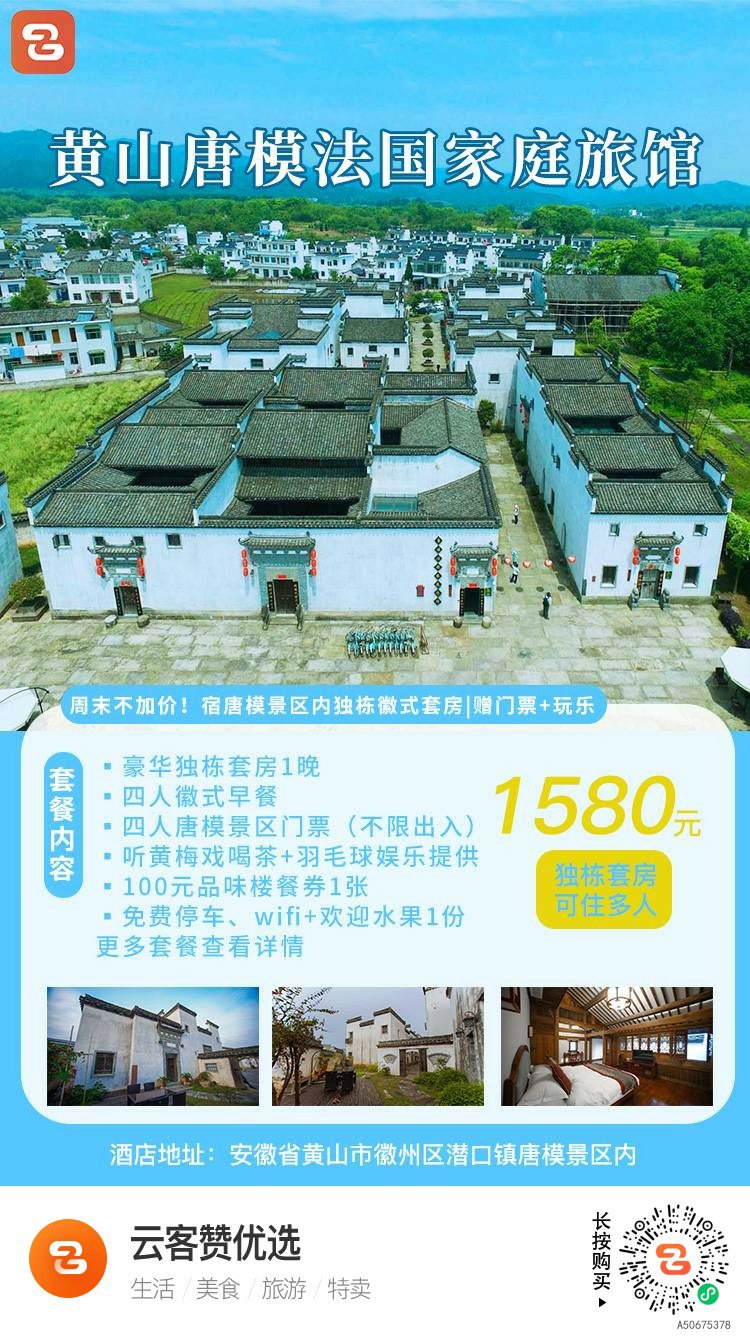 黄山唐模法国家庭旅馆
周末不加价！宿唐模景区内独栋徽式套房|赠门票+玩乐
套餐内容
▪豪华独栋套房1晚
▪四人徽式早餐
▪四人唐模景区门票（不限出入）
▪听黄梅戏喝茶+羽毛球娱乐提供
▪100元品味楼餐券1张
▪免费停车、wifi+欢迎水果1份
更多套餐查看详情
1580元
独栋套房
可住多人
酒店地址：安徽省黄山市徽州区潜口镇唐模景区内
云客赞优选
生活/美食/旅游/特卖
长按购买▶
A50675378